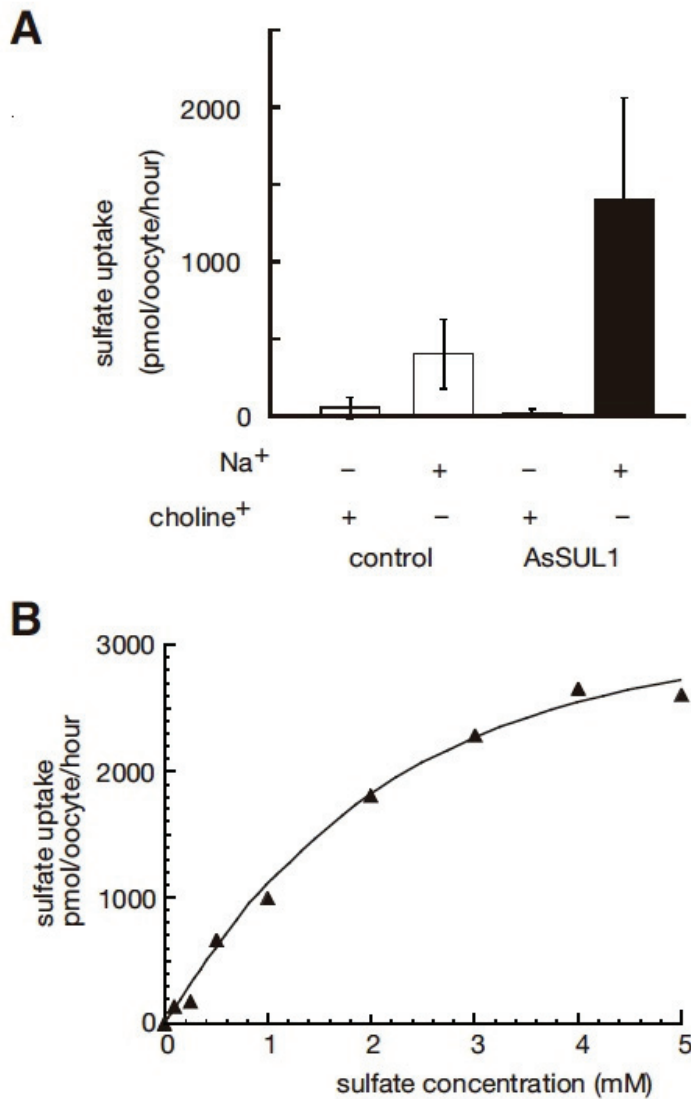 A
sulfate uptake
(pmol/oocyte/hour)
2000
1000
0
Na+ − + − +
choline+ + − + −
control AsSUL1
B
sulfate uptake
pmol/oocyte/hour
3000
2000
1000
0
0 1 2 3 4 5
sulfate concentration (mM)